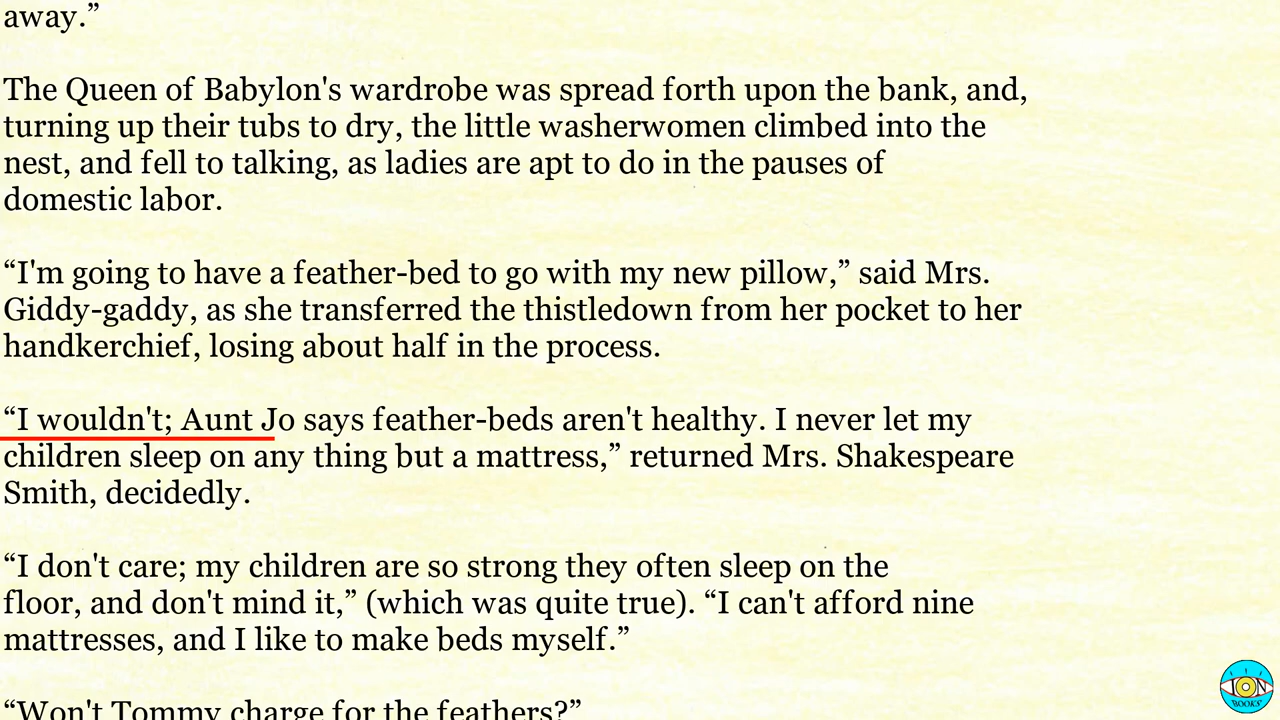 away.”
The Queen of Babylon's wardrobe was spread forth upon the bank, and,
turning up their tubs to dry, the little washerwomen climbed into the
nest, and fell to talking, as ladies are apt to do in the pauses of
domestic labor.
“I'm going to have a feather-bed to go with my new pillow,” said Mrs.
Giddy-gaddy, as she transferred the thistledown from her pocket to her
handkerchief, losing about half in the process.
“I wouldn't; Aunt Jo says feather-beds aren't healthy. I never let my
children sleep on any thing but a mattress,” returned Mrs. Shakespeare
Smith, decidedly.
“I don't care; my children are so strong they often sleep on the
floor, and don't mind it,” (which was quite true). “I can't afford nine
mattresses, and I like to make beds myself.”
“Won't Tommy charge for the feathers?”
ION
BOOKS